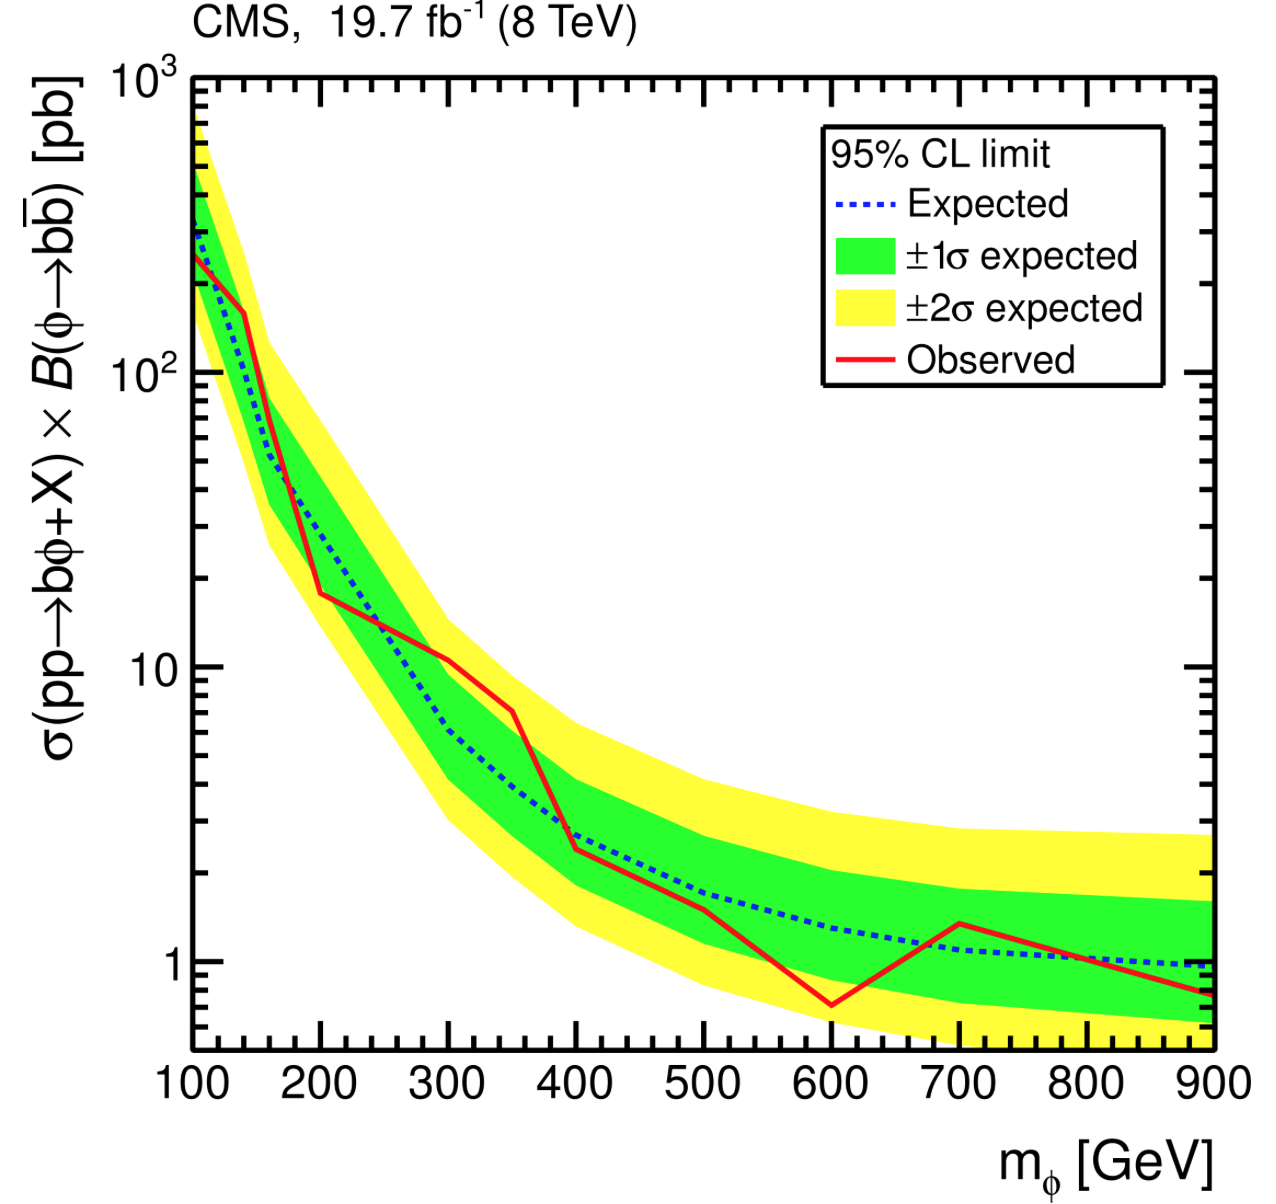 CMS, 19.7 fb⁻¹ (8 TeV)
σ(pp→bϕ+X) × B(ϕ→bb̄) [pb]
10³
10²
10
1
95% CL limit
Expected
±1σ expected
±2σ expected
Observed
100 200 300 400 500 600 700 800 900
m_ϕ [GeV]